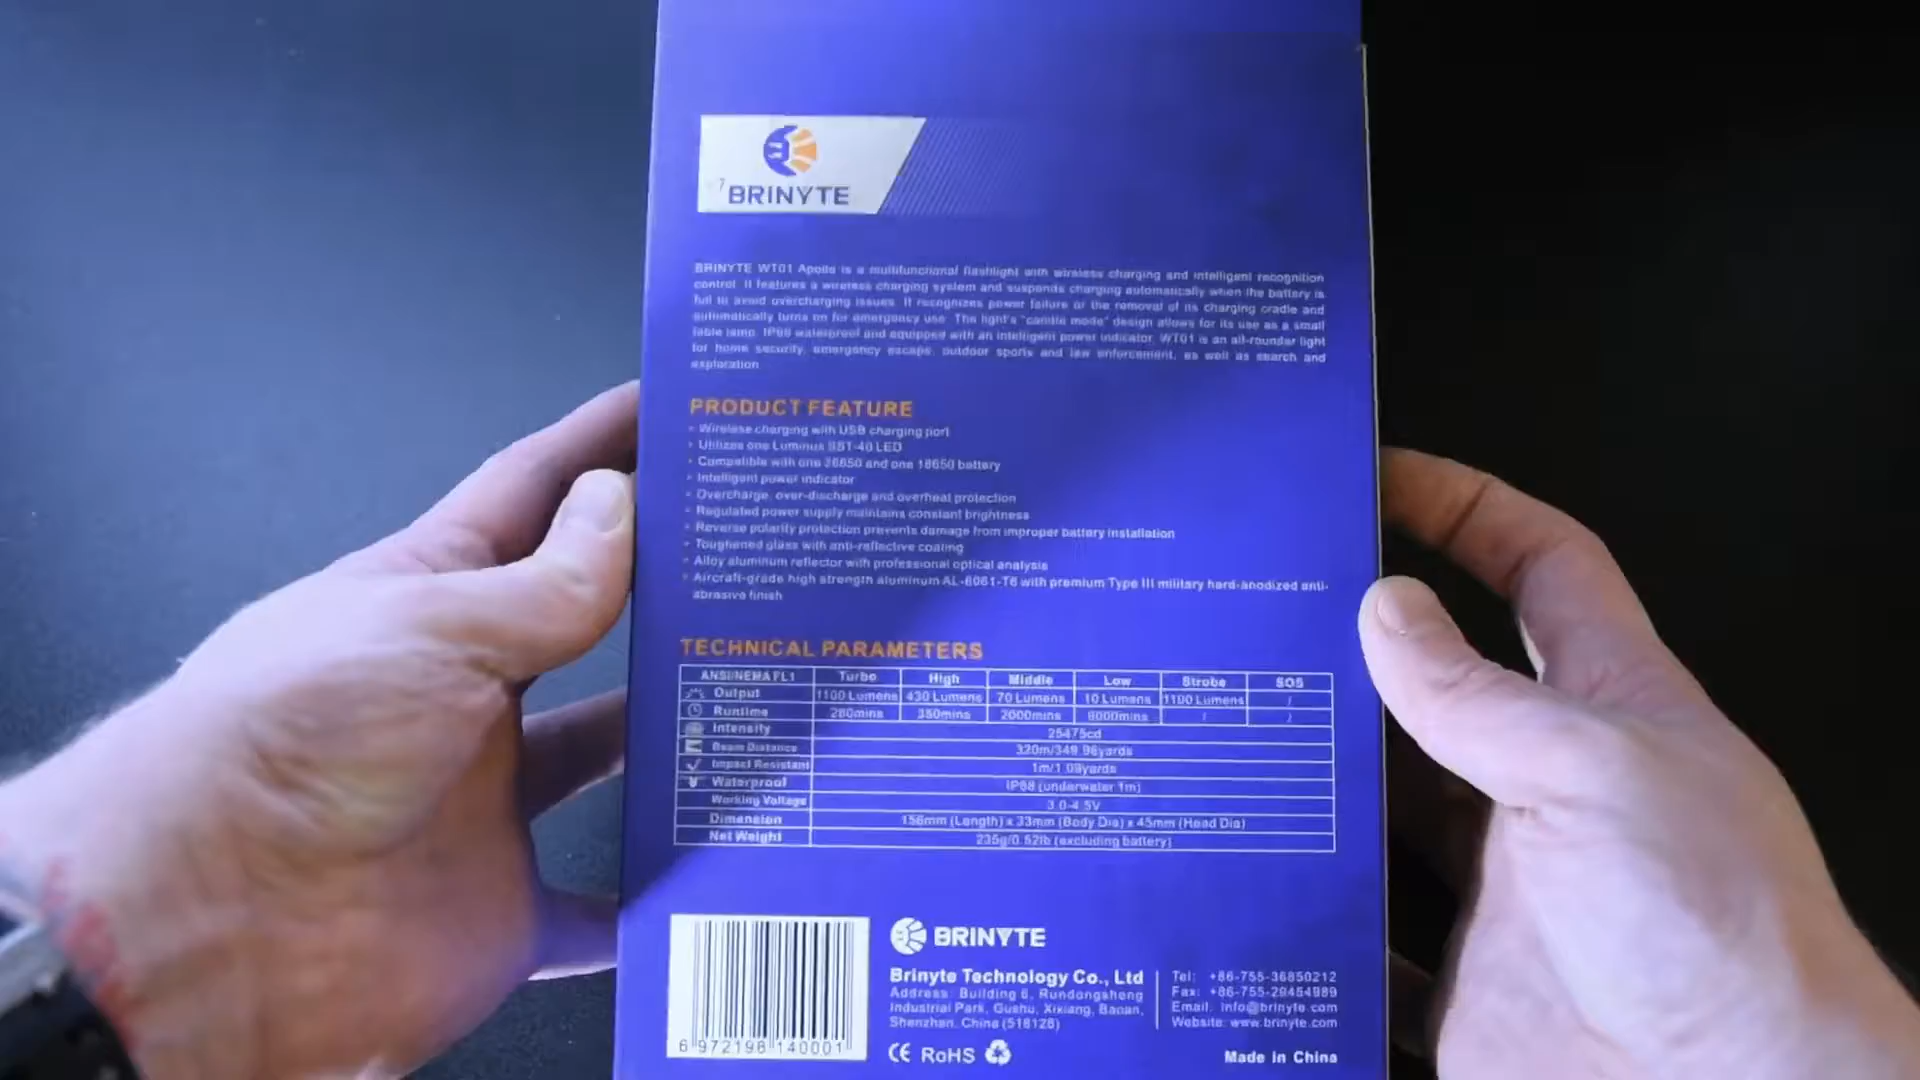 BRINYTE
BRINYTE WT01 Apollo is a multifunctional flashlight with wireless charging and intelligent recognition
control. It features a wireless charging system and suspends charging automatically when the battery is
full to avoid overcharging issues. It recognizes power failure or the removal of its charging cradle and
automatically turns on for emergency use. The light's "candle mode" design allows for its use as a small
table lamp. IP68 waterproof and equipped with an intelligent power indicator, WT01 is an all-rounder light
for home security, emergency escape, outdoor sports and law enforcement, as well as search and
exploration.
PRODUCT FEATURE
• Wireless charging with USB charging port
• Utilizes one Luminus SST-40 LED
• Compatible with one 26650 and one 18650 battery
• Intelligent power indicator
• Overcharge, over-discharge and overheat protection
• Regulated power supply maintains constant brightness
• Reverse polarity protection prevents damage from improper battery installation
• Toughened glass with anti-reflective coating
• Alloy aluminum reflector with professional optical analysis
• Aircraft-grade high strength aluminum AL-6061-T6 with premium Type III military hard-anodized anti-
abrasive finish
TECHNICAL PARAMETERS
ANSI/NEMA FL1 Turbo High Middle Low Strobe SOS
Output 1100 Lumens 430 Lumens 70 Lumens 10 Lumens 1100 Lumens /
Runtime 280mins 350mins 2000mins 6000mins / /
Intensity 25475cd
Beam Distance 320m/349.96yards
Impact Resistant 1m/1.09yards
Waterproof IP68 (underwater 1m)
Working Voltage 3.0-4.5V
Dimension 156mm (Length) x 33mm (Body Dia) x 45mm (Head Dia)
Net Weight 235g/0.52lb (excluding battery)
6 972198 140001
BRINYTE
Brinyte Technology Co., Ltd
Address: Building 6, Rundongsheng
Industrial Park, Gushu, Xixiang, Baoan,
Shenzhen, China (518128)
Tel: +86-755-36850212
Fax: +86-755-29454989
Email: info@brinyte.com
Website: www.brinyte.com
CE RoHS
Made in China